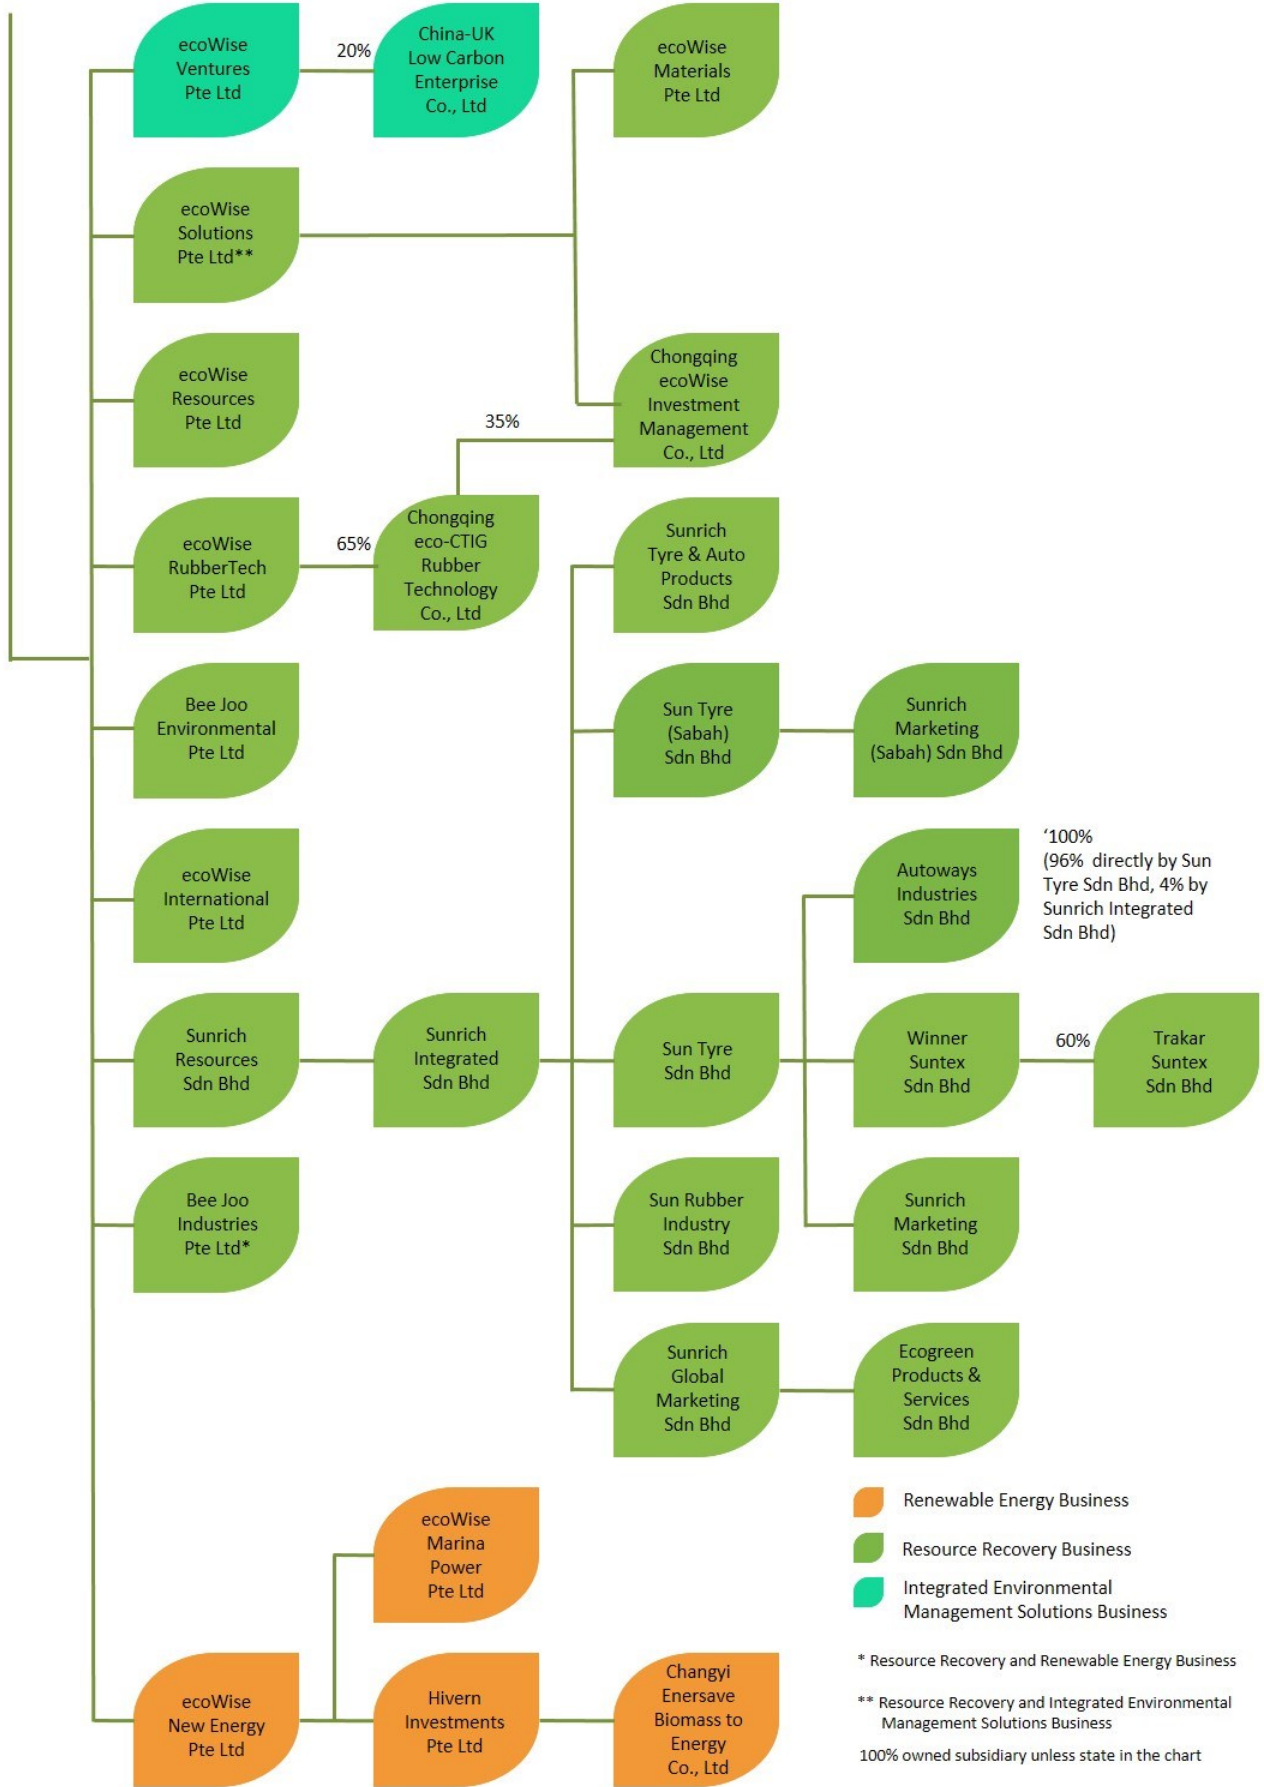 ecoWise
Ventures
Pte Ltd
20%
China-UK
Low Carbon
Enterprise
Co., Ltd
ecoWise
Materials
Pte Ltd
ecoWise
Solutions
Pte Ltd**
ecoWise
Resources
Pte Ltd
Chongqing
ecoWise
Investment
Management
Co., Ltd
35%
ecoWise
RubberTech
Pte Ltd
65%
Chongqing
eco-CTIG
Rubber
Technology
Co., Ltd
Sunrich
Tyre & Auto
Products
Sdn Bhd
Bee Joo
Environmental
Pte Ltd
Sun Tyre
(Sabah)
Sdn Bhd
Sunrich
Marketing
(Sabah) Sdn Bhd
ecoWise
International
Pte Ltd
Autoways
Industries
Sdn Bhd
‘100%
(96%  directly by Sun
Tyre Sdn Bhd, 4% by
Sunrich Integrated
Sdn Bhd)
Sunrich
Resources
Sdn Bhd
Sunrich
Integrated
Sdn Bhd
Sun Tyre
Sdn Bhd
Winner
Suntex
Sdn Bhd
60%
Trakar
Suntex
Sdn Bhd
Bee Joo
Industries
Pte Ltd*
Sun Rubber
Industry
Sdn Bhd
Sunrich
Marketing
Sdn Bhd
Sunrich
Global
Marketing
Sdn Bhd
Ecogreen
Products &
Services
Sdn Bhd
ecoWise
Marina
Power
Pte Ltd
ecoWise
New Energy
Pte Ltd
Hivern
Investments
Pte Ltd
Changyi
Enersave
Biomass to
Energy
Co., Ltd
Renewable Energy Business
Resource Recovery Business
Integrated Environmental
Management Solutions Business
* Resource Recovery and Renewable Energy Business
** Resource Recovery and Integrated Environmental
Management Solutions Business
100% owned subsidiary unless state in the chart